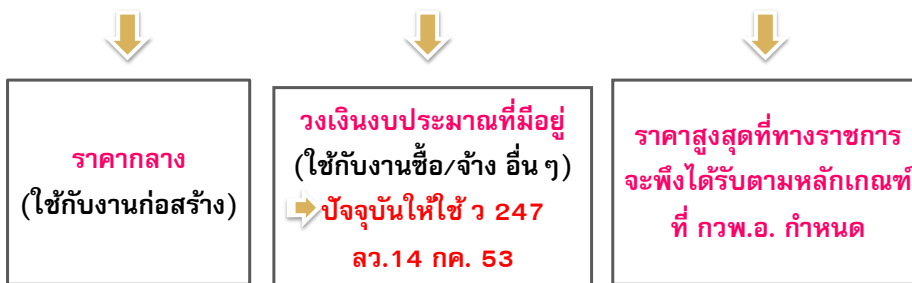 ราคากลาง
(ใช้กับงานก่อสร้าง)
วงเงินงบประมาณที่มีอยู่
(ใช้กับงานซื้อ/จ้าง อื่น ๆ)
ปัจจุบันให้ใช้ ว 247
ลว.14 กค. 53
ราคาสูงสุดที่ทางราชการ
จะพึงได้รับตามหลักเกณฑ์
ที่ กวพ.อ. กำหนด